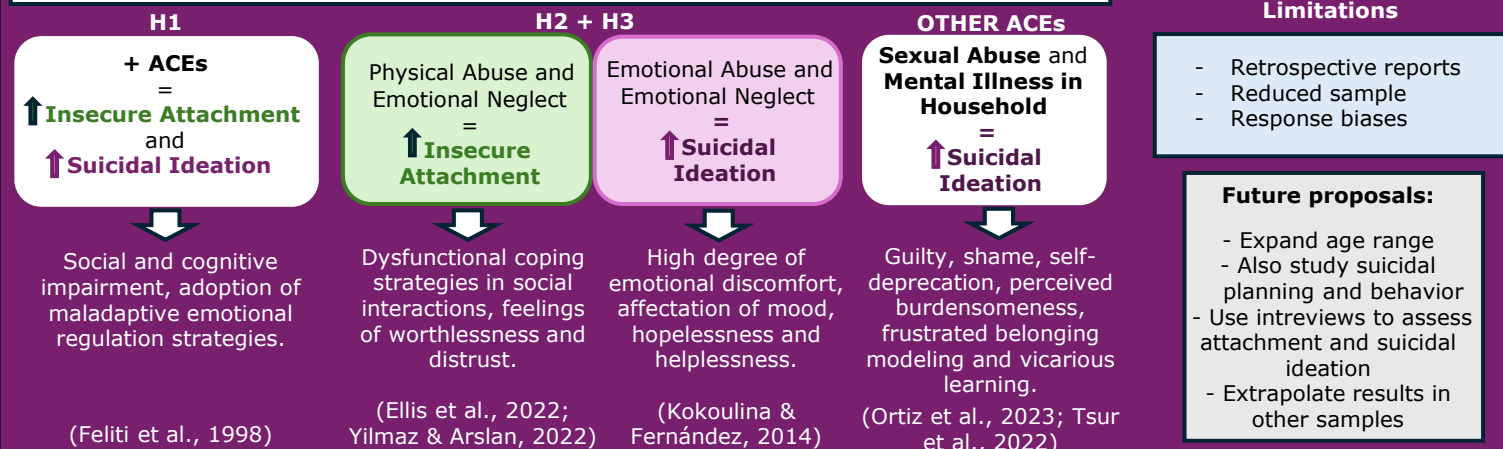 H1
+ ACEs
=
Insecure Attachment
and
Suicidal Ideation
Social and cognitive
impairment, adoption of
maladaptive emotional
regulation strategies.
(Feliti et al., 1998)
H2 + H3
Physical Abuse and
Emotional Neglect
=
Insecure
Attachment
Dysfunctional coping
strategies in social
interactions, feelings
of worthlessness and
distrust.
(Ellis et al., 2022;
Yilmaz & Arslan, 2022)
Emotional Abuse and
Emotional Neglect
=
Suicidal
Ideation
High degree of
emotional discomfort,
affectation of mood,
hopelessness and
helplessness.
(Kokoulina &
Fernández, 2014)
OTHER ACEs
Sexual Abuse and
Mental Illness in
Household
=
Suicidal
Ideation
Guilty, shame, self-
deprecation, perceived
burdensomeness,
frustrated belonging
modeling and vicarious
learning.
(Ortiz et al., 2023; Tsur
et al., 2022)
Limitations
- Retrospective reports
- Reduced sample
- Response biases
Future proposals:
- Expand age range
- Also study suicidal
planning and behavior
- Use intreviews to assess
attachment and suicidal
ideation
- Extrapolate results in
other samples